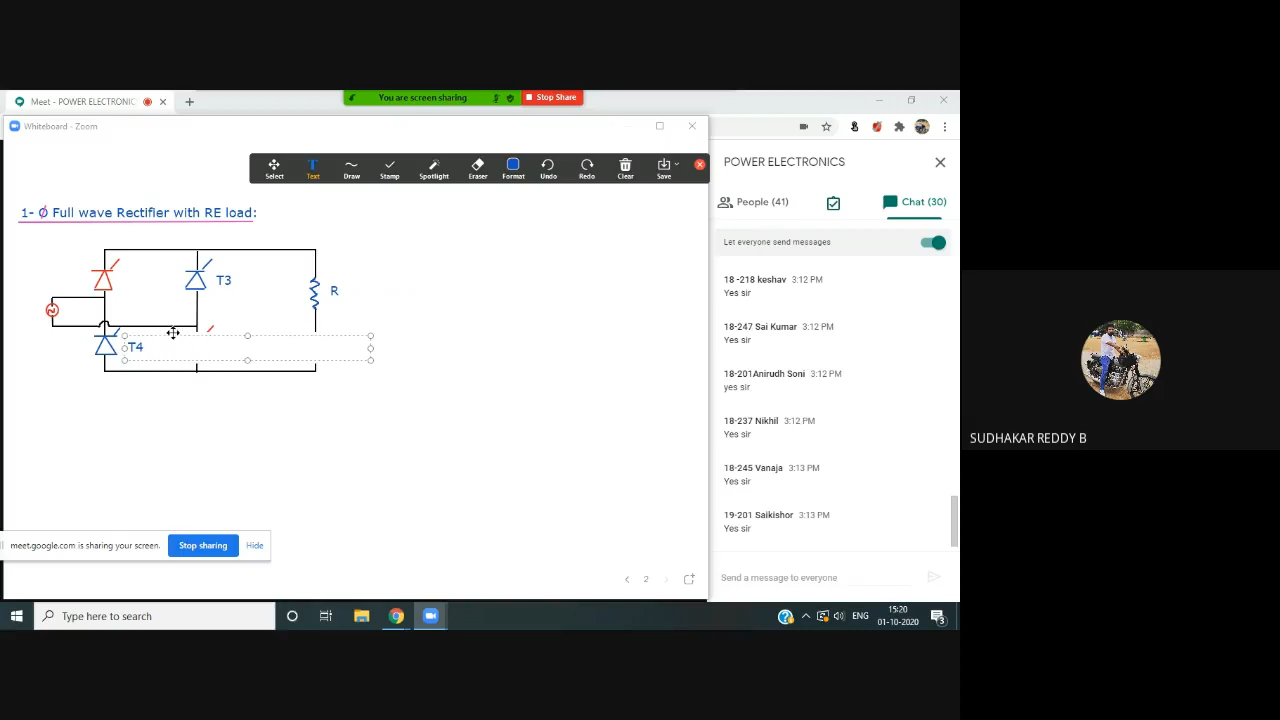 Meet - POWER ELECTRONIC
You are screen sharing
Stop Share
Whiteboard - Zoom
Select
Text
Draw
Stamp
Spotlight
Eraser
Format
Undo
Redo
Clear
Save
1- Ø Full wave Rectifier with RE load:
T3
R
T4
POWER ELECTRONICS
People (41)
Chat (30)
Let everyone send messages
18 -218 keshav 3:12 PM
Yes sir
18-247 Sai Kumar 3:12 PM
Yes sir
18-201Anirudh Soni 3:12 PM
yes sir
18-237 Nikhil 3:12 PM
Yes sir
18-245 Vanaja 3:13 PM
Yes sir
19-201 Saikishor 3:13 PM
Yes sir
Send a message to everyone
SUDHAKAR REDDY B
meet.google.com is sharing your screen.
Stop sharing
Hide
2
Type here to search
ENG
15:20
01-10-2020
3